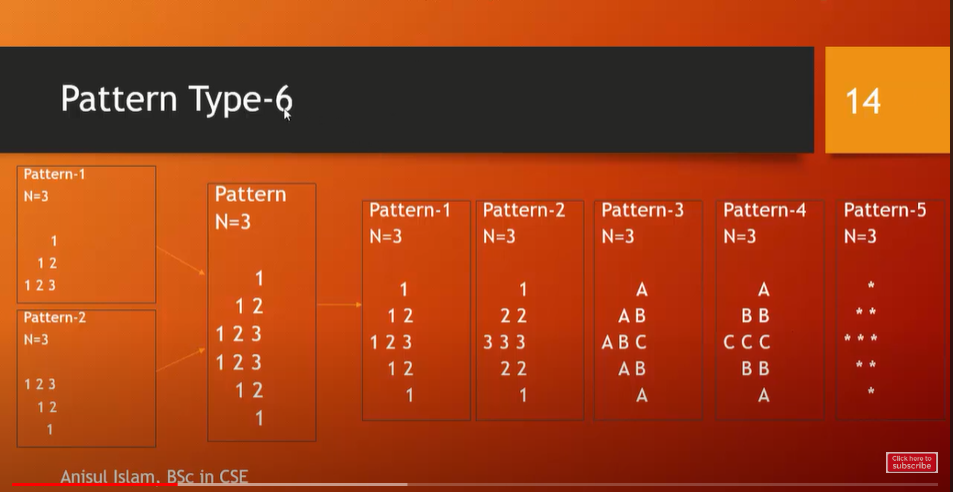 Pattern Type-6
14
Pattern-1
N=3
1
1 2
1 2 3
Pattern-2
N=3
1 2 3
1 2
1
Pattern
N=3
1
1 2
1 2 3
1 2 3
1 2
1
Pattern-1
N=3
1
1 2
1 2 3
1 2
1
Pattern-2
N=3
1
2 2
3 3 3
2 2
1
Pattern-3
N=3
A
A B
A B C
A B
A
Pattern-4
N=3
A
B B
C C C
B B
A
Pattern-5
N=3
*
* *
* * *
* *
*
Anisul Islam. BSc in CSE
Click here to
subscribe